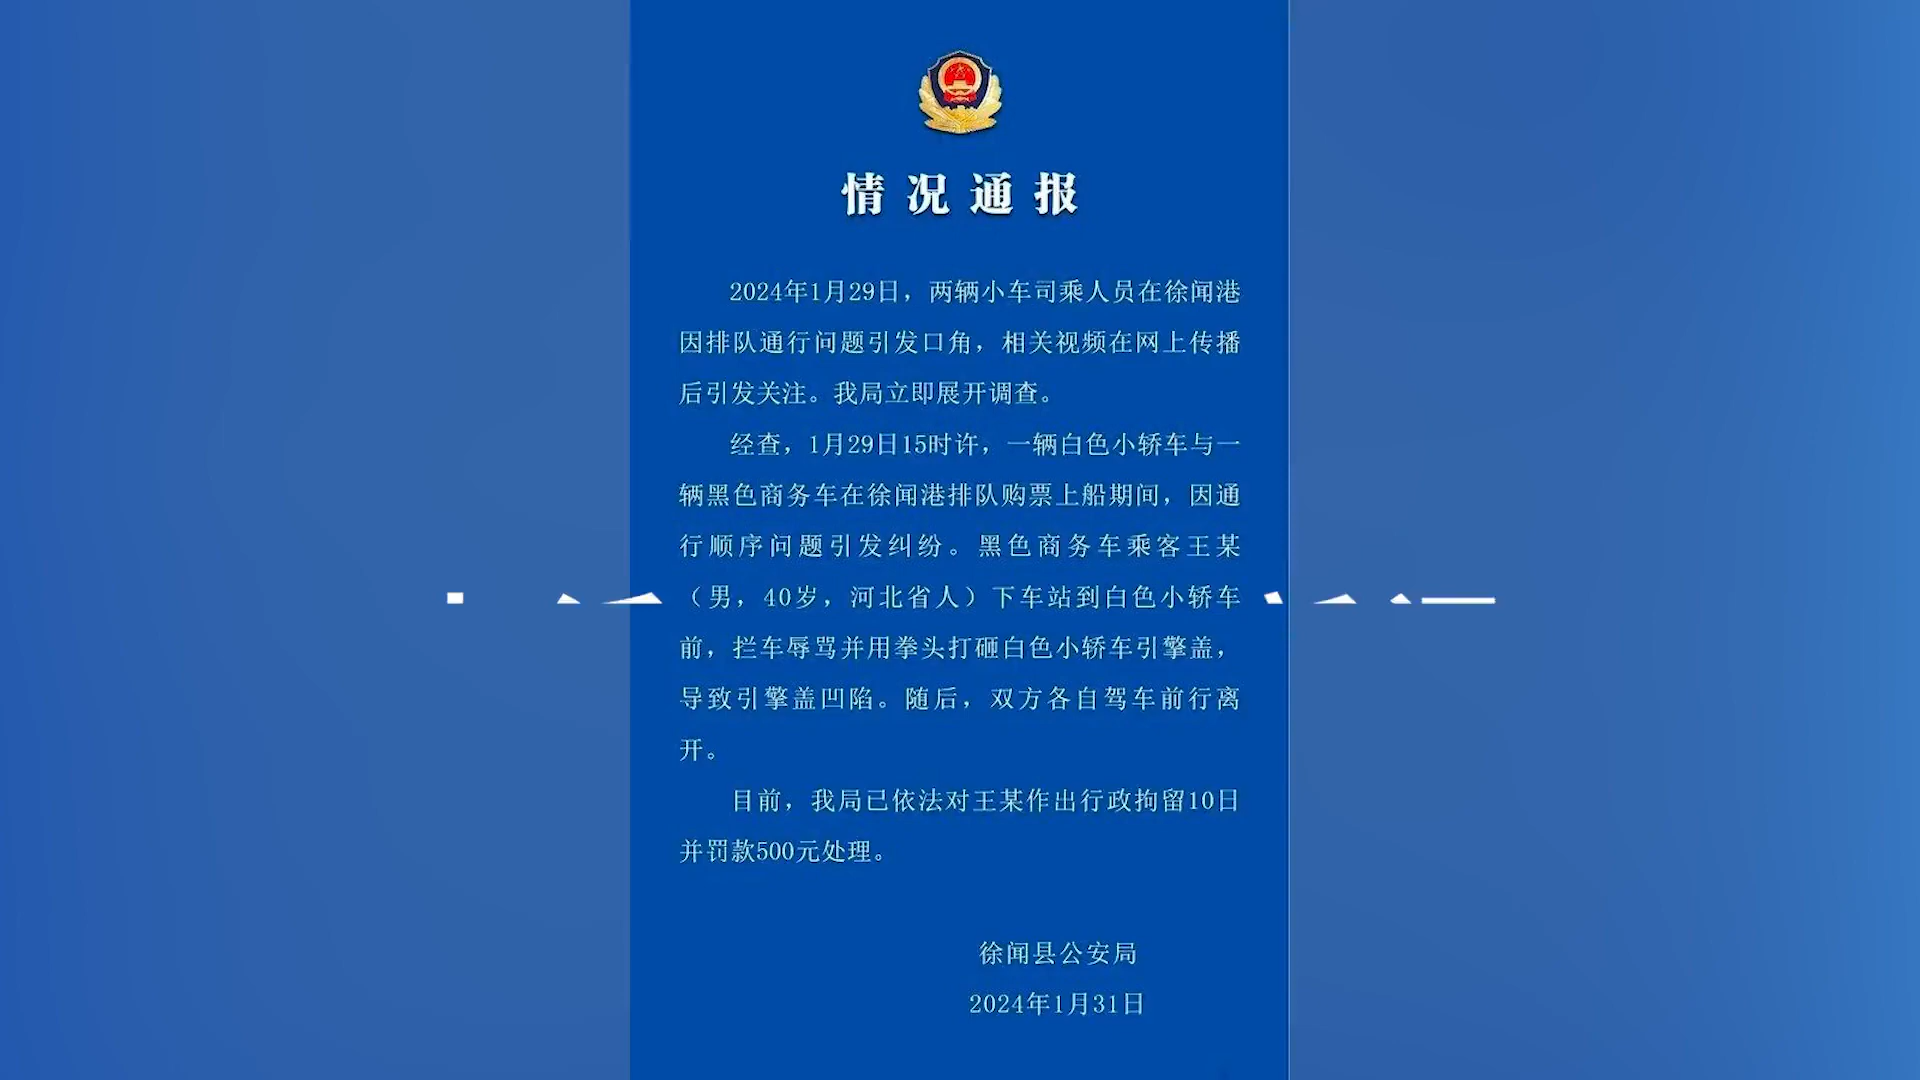 情况通报
2024年1月29日，两辆小车司乘人员在徐闻港
因排队通行问题引发口角，相关视频在网上传播
后引发关注。我局立即展开调查。
经查，1月29日15时许，一辆白色小轿车与一
辆黑色商务车在徐闻港排队购票上船期间，因通
行顺序问题引发纠纷。黑色商务车乘客王某
（男，40岁，河北省人）下车站到白色小轿车
前，拦车辱骂并用拳头打砸白色小轿车引擎盖，
导致引擎盖凹陷。随后，双方各自驾车前行离
开。
目前，我局已依法对王某作出行政拘留10日
并罚款500元处理。
徐闻县公安局
2024年1月31日